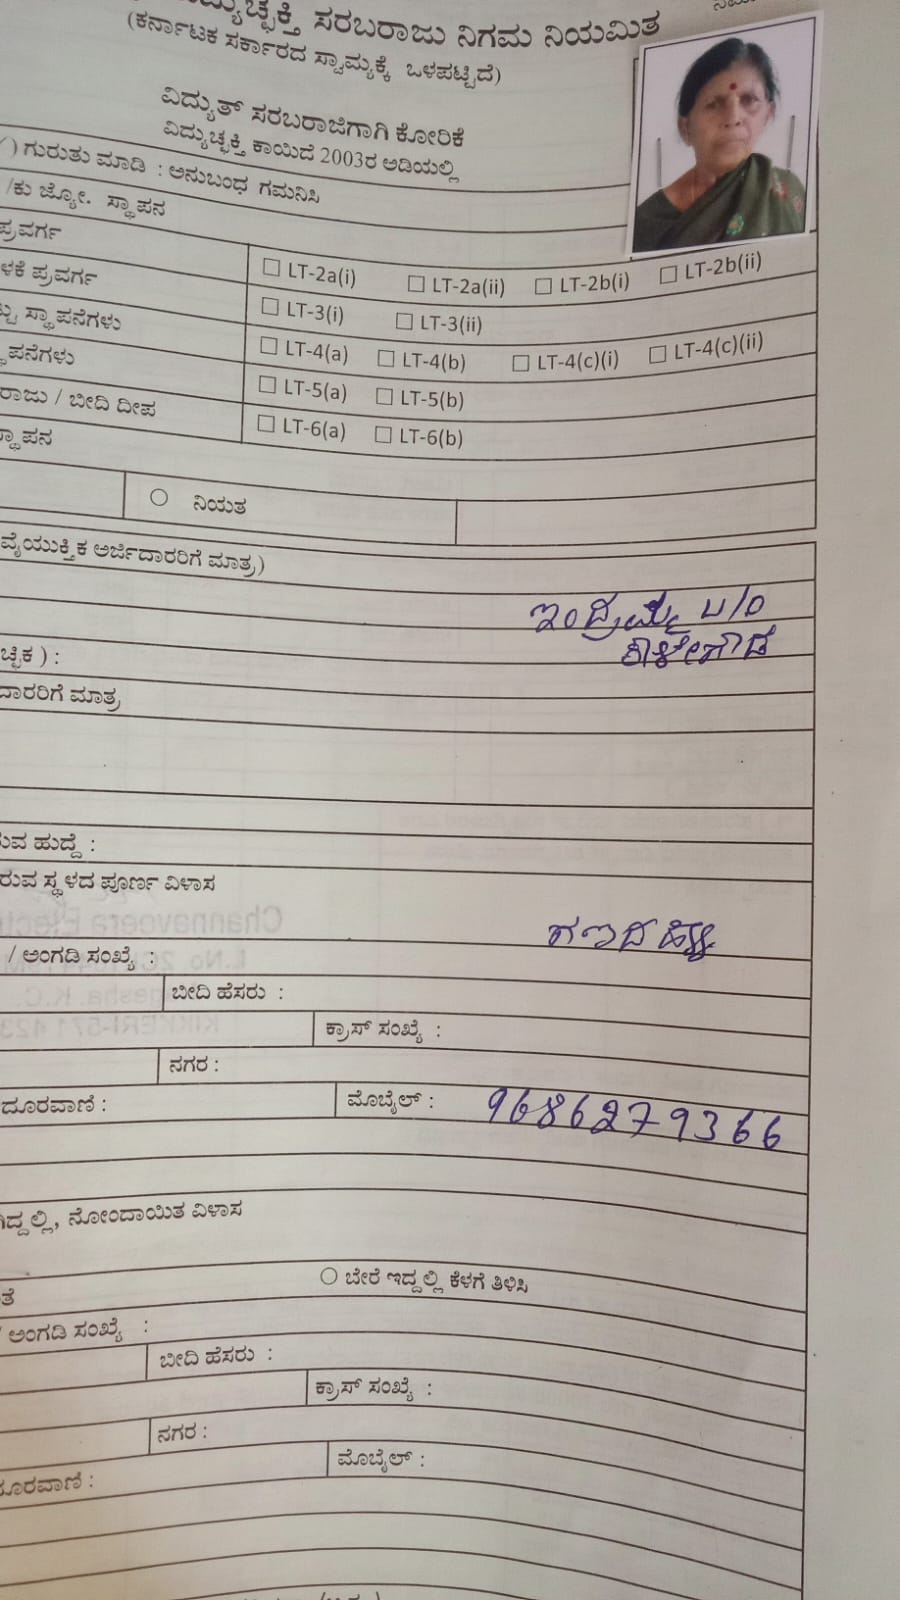 ವಿದ್ಯುಚ್ಛಕ್ತಿ ಸರಬರಾಜು ನಿಗಮ ನಿಯಮಿತ
(ಕರ್ನಾಟಕ ಸರ್ಕಾರದ ಸ್ವಾಮ್ಯಕ್ಕೆ ಒಳಪಟ್ಟಿದೆ)
ವಿದ್ಯುತ್ ಸರಬರಾಜಿಗಾಗಿ ಕೋರಿಕೆ
ವಿದ್ಯುಚ್ಛಕ್ತಿ ಕಾಯಿದೆ 2003ರ ಅಡಿಯಲ್ಲಿ
) ಗುರುತು ಮಾಡಿ : ಅನುಬಂಧ ಗಮನಿಸಿ
/ಕು ಜ್ಯೋ. ಸ್ಥಾಪನ
ಪ್ರವರ್ಗ
ಳಕೆ ಪ್ರವರ್ಗ ☐ LT-2a(i) ☐ LT-2a(ii) ☐ LT-2b(i) ☐ LT-2b(ii)
ಸ್ಥಾಪನೆಗಳು ☐ LT-3(i) ☐ LT-3(ii)
ಪನೆಗಳು ☐ LT-4(a) ☐ LT-4(b) ☐ LT-4(c)(i) ☐ LT-4(c)(ii)
ರಾಜು / ಬೀದಿ ದೀಪ ☐ LT-5(a) ☐ LT-5(b)
ಸ್ಥಾಪನ ☐ LT-6(a) ☐ LT-6(b)
○ ನಿಯತ
ವೈಯುಕ್ತಿಕ ಅರ್ಜಿದಾರರಿಗೆ ಮಾತ್ರ)
ಚ್ಛಿಕ ) :
ದಾರರಿಗೆ ಮಾತ್ರ
ರುವ ಹುದ್ದೆ :
ರುವ ಸ್ಥಳದ ಪೂರ್ಣ ವಿಳಾಸ
/ ಅಂಗಡಿ ಸಂಖ್ಯೆ :
ಬೀದಿ ಹೆಸರು :
ಕ್ರಾಸ್ ಸಂಖ್ಯೆ :
ನಗರ :
ದೂರವಾಣಿ : ಮೊಬೈಲ್ : 9686279366
ಗಿದ್ದಲ್ಲಿ, ನೋಂದಾಯಿತ ವಿಳಾಸ
ತೆ ○ ಬೇರೆ ಇದ್ದಲ್ಲಿ ಕೆಳಗೆ ತಿಳಿಸಿ
/ ಅಂಗಡಿ ಸಂಖ್ಯೆ :
ಬೀದಿ ಹೆಸರು :
ಕ್ರಾಸ್ ಸಂಖ್ಯೆ :
ನಗರ :
ದೂರವಾಣಿ : ಮೊಬೈಲ್ :